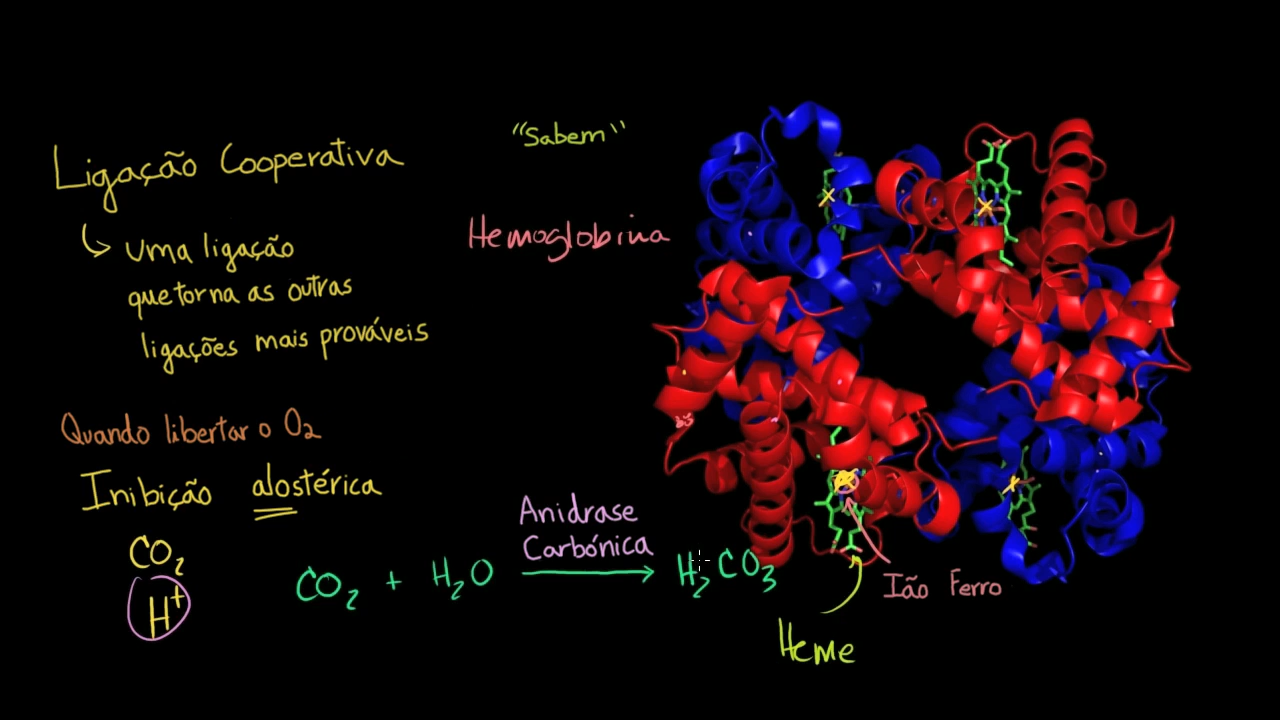 Ligação Cooperativa
Uma ligação
que torna as outras
ligações mais prováveis
"Sabem"
Hemoglobina
Quando libertar o O₂
Inibição alostérica
CO₂
H⁺
CO₂ + H₂O
Anidrase
Carbónica
H₂CO₃
Ião Ferro
Heme